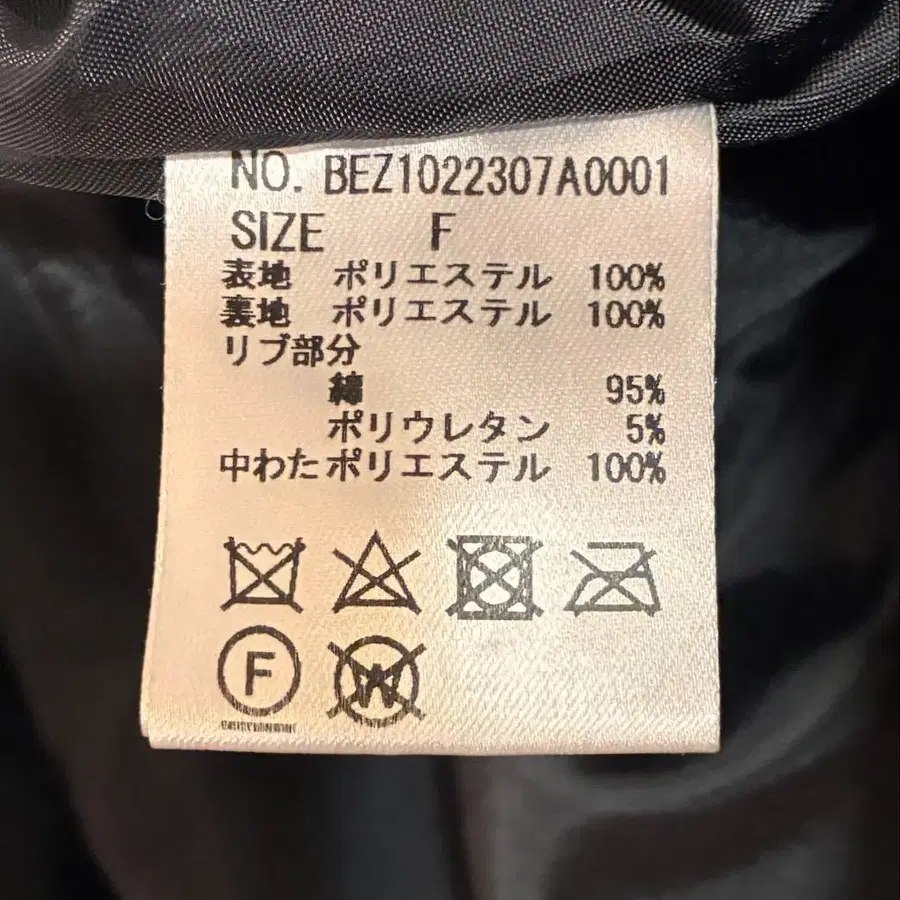 NO. BEZ1022307A0001
SIZE F
表地 ポリエステル 100%
裏地 ポリエステル 100%
リブ部分
綿 95%
ポリウレタン 5%
中わた ポリエステル 100%
F
W